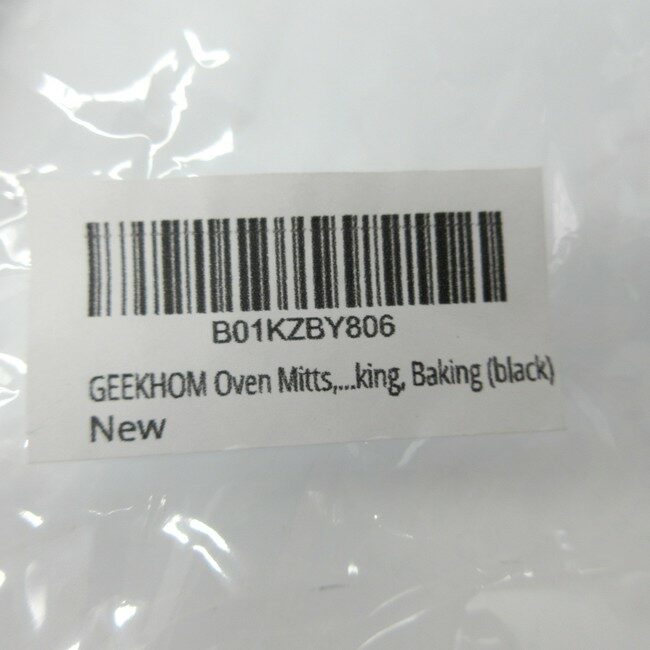 B01KZBY806
GEEKHOM Oven Mitts,...king, Baking (black)
New